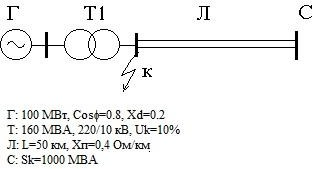 Г Т1 Л С
к
Г: 100 МВт, Cosϕ=0.8, Xd=0.2
Т: 160 МВА, 220/10 кВ, Uk=10%
Л: L=50 км, Хп=0,4 Ом/км
С: Sk=1000 МВА